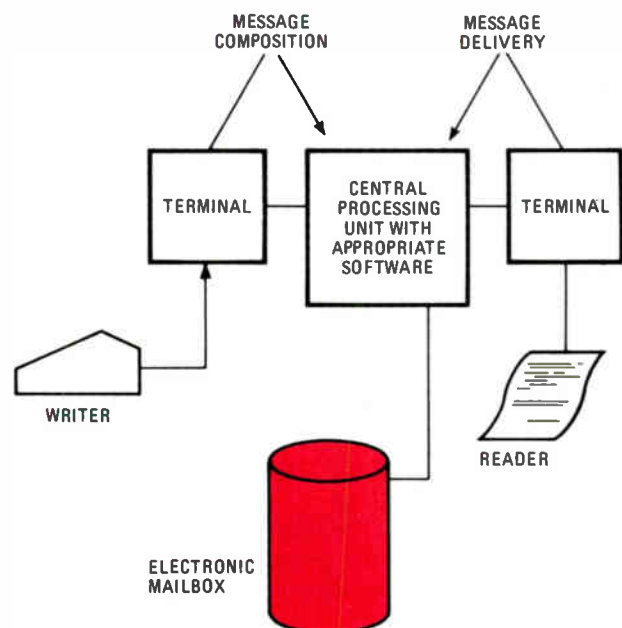 MESSAGE
COMPOSITION
MESSAGE
DELIVERY
TERMINAL
CENTRAL
PROCESSING
UNIT WITH
APPROPRIATE
SOFTWARE
TERMINAL
WRITER
READER
ELECTRONIC
MAILBOX